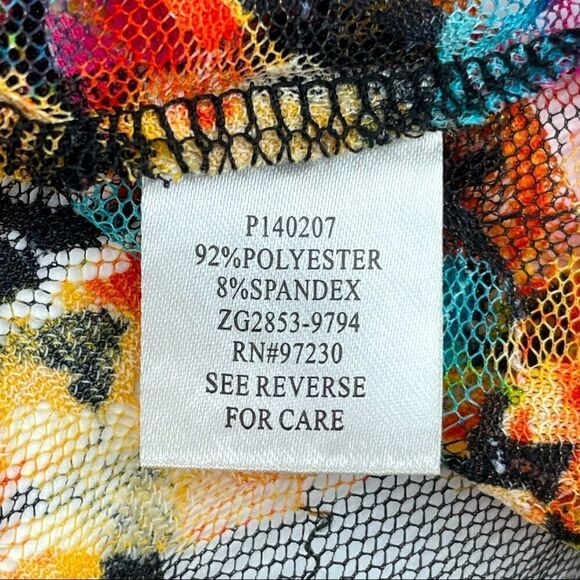 P140207
92%POLYESTER
8%SPANDEX
ZG2853-9794
RN#97230
SEE REVERSE
FOR CARE